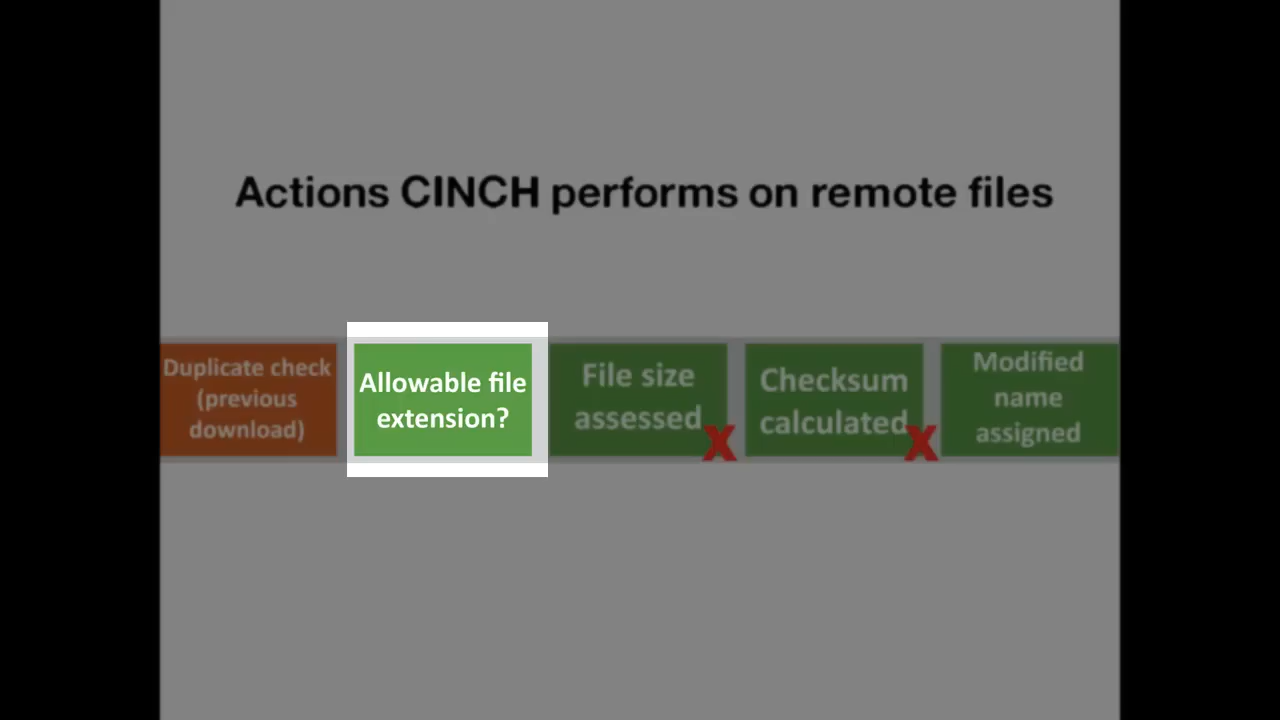 Actions CINCH performs on remote files
Duplicate check
(previous
download)
Allowable file
extension?
File size
assessed
X
Checksum
calculated
X
Modified
name
assigned